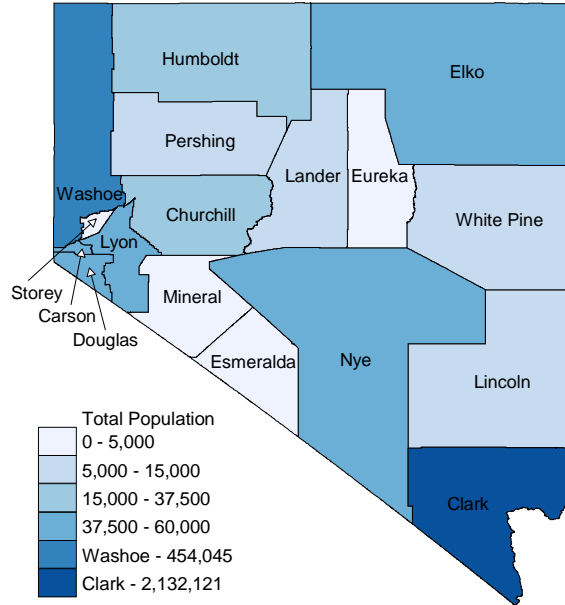 Humboldt
Elko
Pershing
Lander
Eureka
Washoe
Churchill
White Pine
Lyon
Storey
Carson
Douglas
Mineral
Esmeralda
Nye
Lincoln
Clark
Total Population
0 - 5,000
5,000 - 15,000
15,000 - 37,500
37,500 - 60,000
Washoe - 454,045
Clark - 2,132,121